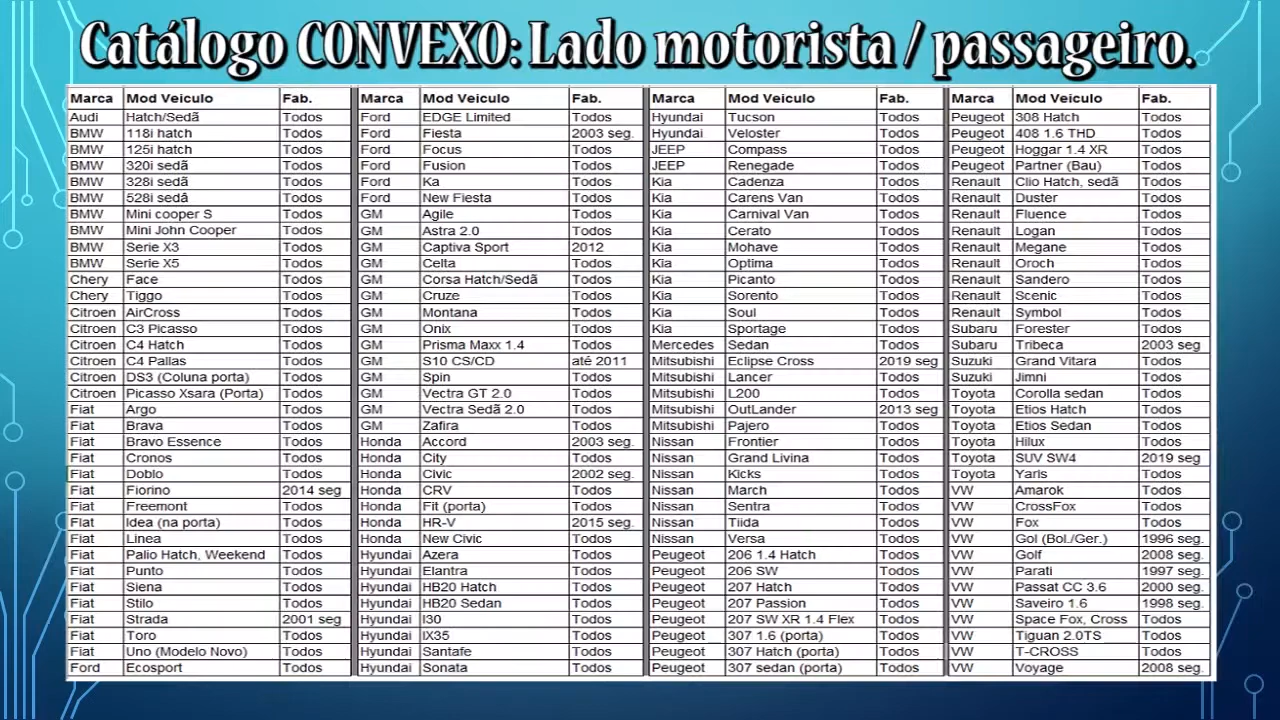 Catálogo CONVEXO: Lado motorista / passageiro.
Marca Mod Veiculo Fab. Marca Mod Veiculo Fab. Marca Mod Veiculo Fab. Marca Mod Veiculo Fab.
Audi Hatch/Sedã Todos Ford EDGE Limited Todos Hyundai Tucson Todos Peugeot 308 Hatch Todos
BMW 118i hatch Todos Ford Fiesta 2003 seg. Hyundai Veloster Todos Peugeot 408 1.6 THD Todos
BMW 125i hatch Todos Ford Focus Todos JEEP Compass Todos Peugeot Hoggar 1.4 XR Todos
BMW 320i sedã Todos Ford Fusion Todos JEEP Renegade Todos Peugeot Partner (Bau) Todos
BMW 328i sedã Todos Ford Ka Todos Kia Cadenza Todos Renault Clio Hatch, sedã Todos
BMW 528i sedã Todos Ford New Fiesta Todos Kia Carens Van Todos Renault Duster Todos
BMW Mini cooper S Todos GM Agile Todos Kia Carnival Van Todos Renault Fluence Todos
BMW Mini John Cooper Todos GM Astra 2.0 Todos Kia Cerato Todos Renault Logan Todos
BMW Serie X3 Todos GM Captiva Sport 2012 Kia Mohave Todos Renault Megane Todos
BMW Serie X5 Todos GM Celta Todos Kia Optima Todos Renault Oroch Todos
Chery Face Todos GM Corsa Hatch/Sedã Todos Kia Picanto Todos Renault Sandero Todos
Chery Tiggo Todos GM Cruze Todos Kia Sorento Todos Renault Scenic Todos
Citroen AirCross Todos GM Montana Todos Kia Soul Todos Renault Symbol Todos
Citroen C3 Picasso Todos GM Onix Todos Kia Sportage Todos Subaru Forester Todos
Citroen C4 Hatch Todos GM Prisma Maxx 1.4 Todos Mercedes Sedan Todos Subaru Tribeca 2003 seg
Citroen C4 Pallas Todos GM S10 CS/CD até 2011 Mitsubishi Eclipse Cross 2019 seg Suzuki Grand Vitara Todos
Citroen DS3 (Coluna porta) Todos GM Spin Todos Mitsubishi Lancer Todos Suzuki Jimni Todos
Citroen Picasso Xsara (Porta) Todos GM Vectra GT 2.0 Todos Mitsubishi L200 Todos Toyota Corolla sedan Todos
Fiat Argo Todos GM Vectra Sedã 2.0 Todos Mitsubishi OutLander 2013 seg Toyota Etios Hatch Todos
Fiat Brava Todos GM Zafira Todos Mitsubishi Pajero Todos Toyota Etios Sedan Todos
Fiat Bravo Essence Todos Honda Accord 2003 seg. Nissan Frontier Todos Toyota Hilux Todos
Fiat Cronos Todos Honda City Todos Nissan Grand Livina Todos Toyota SUV SW4 2019 seg
Fiat Doblo Todos Honda Civic 2002 seg. Nissan Kicks Todos Toyota Yaris Todos
Fiat Fiorino 2014 seg Honda CRV Todos Nissan March Todos VW Amarok Todos
Fiat Freemont Todos Honda Fit (porta) Todos Nissan Sentra Todos VW CrossFox Todos
Fiat Idea (na porta) Todos Honda HR-V 2015 seg. Nissan Tiida Todos VW Fox Todos
Fiat Linea Todos Honda New Civic Todos Nissan Versa Todos VW Gol (Bol./Ger.) 1996 seg.
Fiat Palio Hatch, Weekend Todos Hyundai Azera Todos Peugeot 206 1.4 Hatch Todos VW Golf 2008 seg.
Fiat Punto Todos Hyundai Elantra Todos Peugeot 206 SW Todos VW Parati 1997 seg.
Fiat Siena Todos Hyundai HB20 Hatch Todos Peugeot 207 Hatch Todos VW Passat CC 3.6 2000 seg.
Fiat Stilo Todos Hyundai HB20 Sedan Todos Peugeot 207 Passion Todos VW Saveiro 1.6 1998 seg.
Fiat Strada 2001 seg Hyundai I30 Todos Peugeot 207 SW XR 1.4 Flex Todos VW Space Fox, Cross Todos
Fiat Toro Todos Hyundai IX35 Todos Peugeot 307 1.6 (porta) Todos VW Tiguan 2.0TS Todos
Fiat Uno (Modelo Novo) Todos Hyundai Santafe Todos Peugeot 307 Hatch (porta) Todos VW T-CROSS Todos
Ford Ecosport Todos Hyundai Sonata Todos Peugeot 307 sedan (porta) Todos VW Voyage 2008 seg.